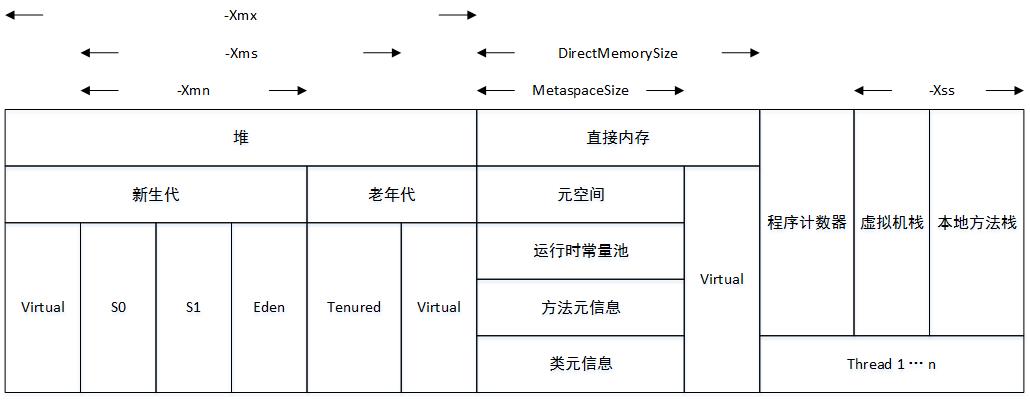 -Xmx
-Xms
DirectMemorySize
-Xmn
MetaspaceSize
-Xss
堆
直接内存
新生代
老年代
元空间
程序计数器
虚拟机栈
本地方法栈
运行时常量池
Virtual
S0
S1
Eden
Tenured
Virtual
方法元信息
Virtual
类元信息
Thread 1 … n